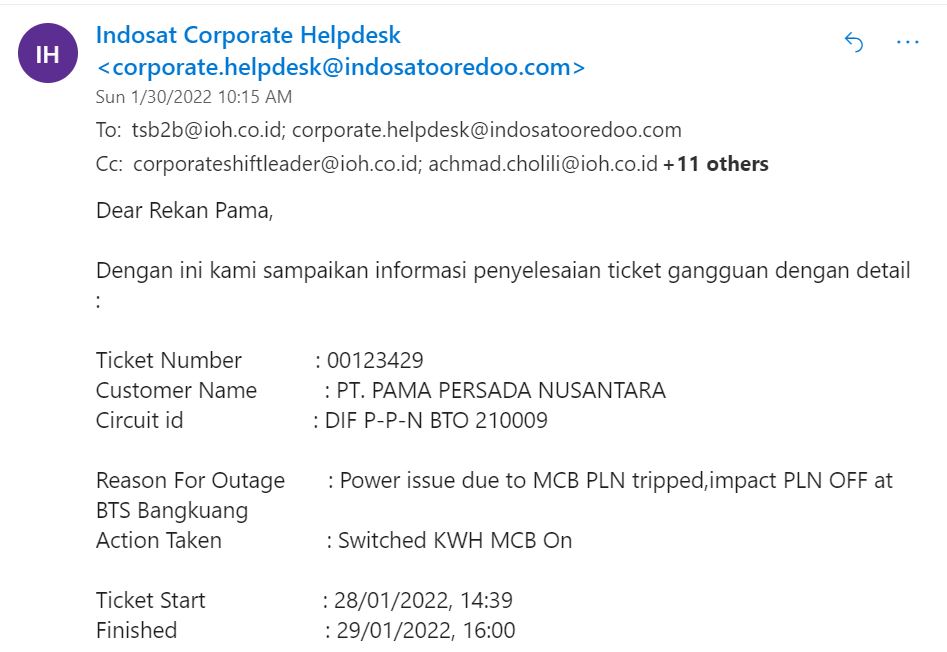 IH
Indosat Corporate Helpdesk
<corporate.helpdesk@indosatooredoo.com>
Sun 1/30/2022 10:15 AM
To: tsb2b@ioh.co.id; corporate.helpdesk@indosatooredoo.com
Cc: corporateshiftleader@ioh.co.id; achmad.cholili@ioh.co.id +11 others
Dear Rekan Pama,
Dengan ini kami sampaikan informasi penyelesaian ticket gangguan dengan detail
:
Ticket Number : 00123429
Customer Name : PT. PAMA PERSADA NUSANTARA
Circuit id : DIF P-P-N BTO 210009
Reason For Outage : Power issue due to MCB PLN tripped,impact PLN OFF at
BTS Bangkuang
Action Taken : Switched KWH MCB On
Ticket Start : 28/01/2022, 14:39
Finished : 29/01/2022, 16:00